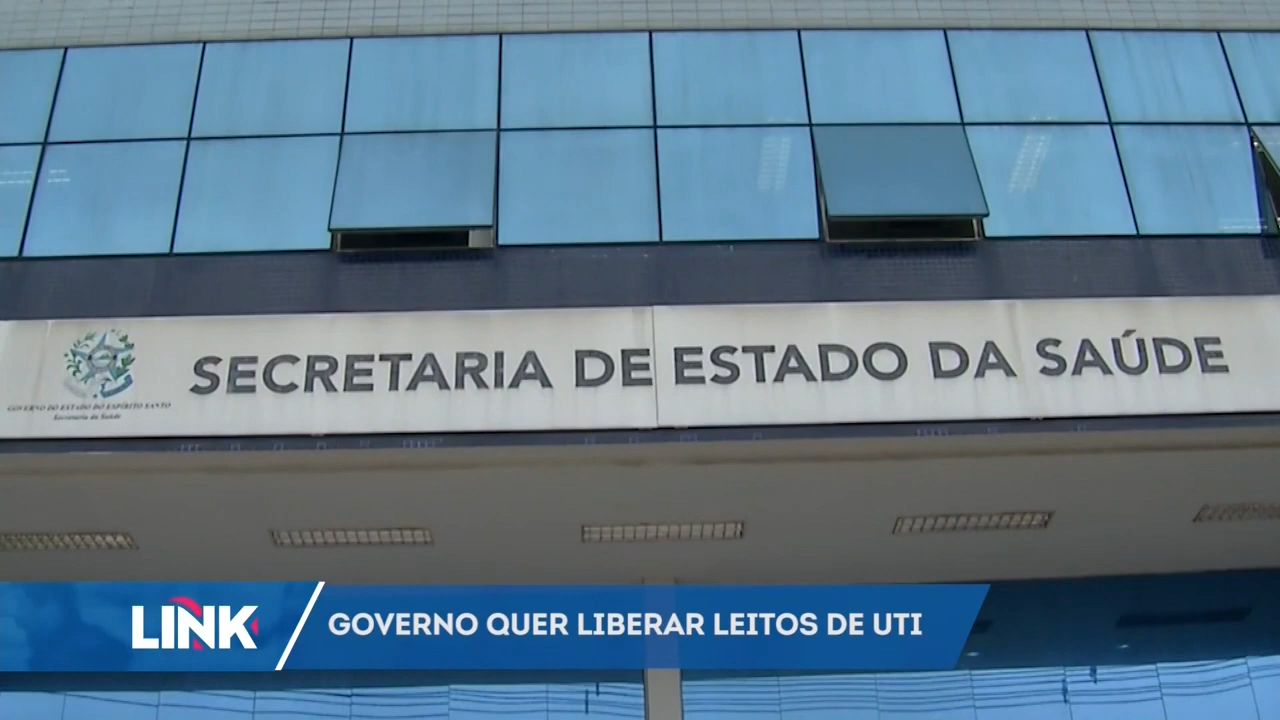 SECRETARIA DE ESTADO DA SAÚDE
GOVERNO DO ESTADO DO ESPÍRITO SANTO
Secretaria da Saúde
LINK
GOVERNO QUER LIBERAR LEITOS DE UTI